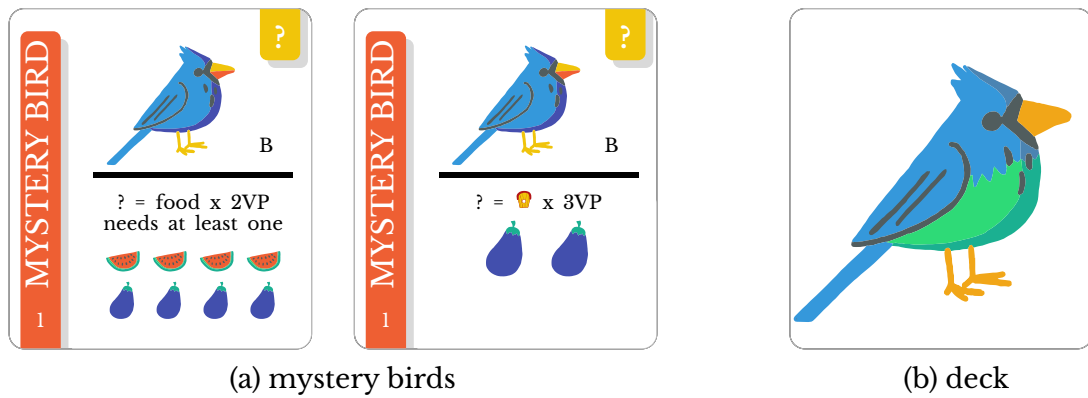 MYSTERY BIRD
1
?
B
? = food x 2VP
needs at least one
MYSTERY BIRD
1
?
B
? = x 3VP
(a) mystery birds
(b) deck